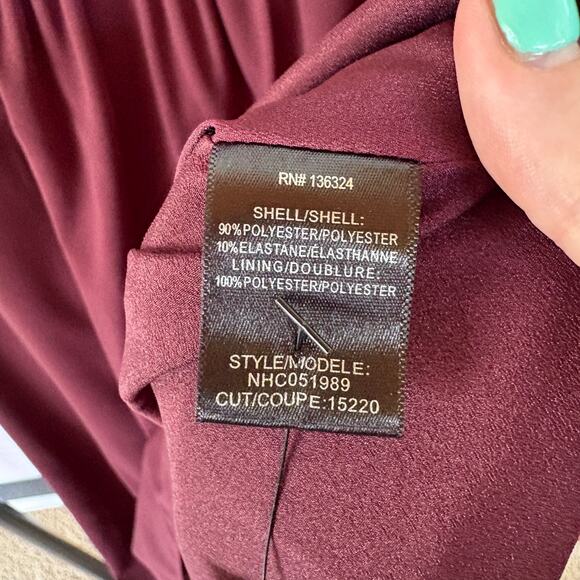 RN# 136324
SHELL/SHELL:
90%POLYESTER/POLYESTER
10%ELASTANE/ÉLASTHANNE
LINING/DOUBLURE:
100%POLYESTER/POLYESTER
STYLE/MODELE:
NHC051989
CUT/COUPE:15220